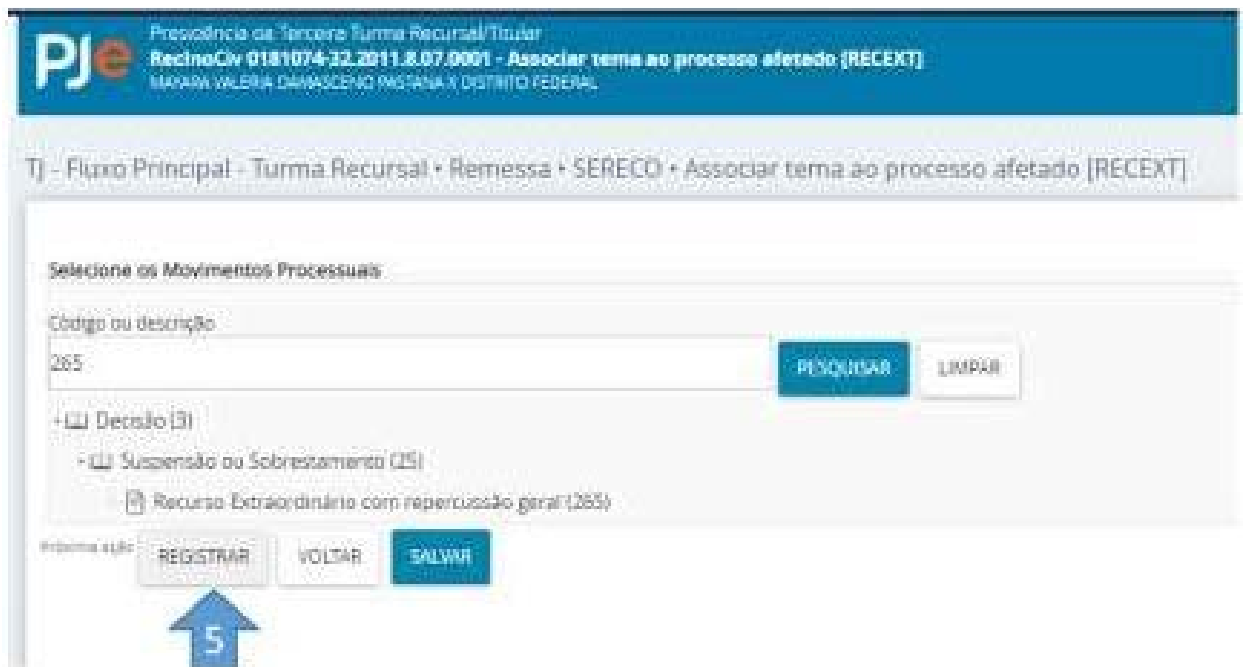 PJe
Presidência da Terceira Turma Recursal/Titular
RecInoCiv 0181074-32.2011.8.07.0001 - Associar tema ao processo afetado [RECEXT]
MAYARA VALERIA DAMASCENO PASTANA X DISTRITO FEDERAL
TJ - Fluxo Principal - Turma Recursal • Remessa • SERECO • Associar tema ao processo afetado [RECEXT]
Selecione os Movimentos Processuais
Código ou descrição
265
PESQUISAR LIMPAR
Decisão (3)
Suspensão ou Sobrestamento (25)
Recurso Extraordinário com repercussão geral (265)
Próxima ação REGISTRAR VOLTAR SALVAR
5